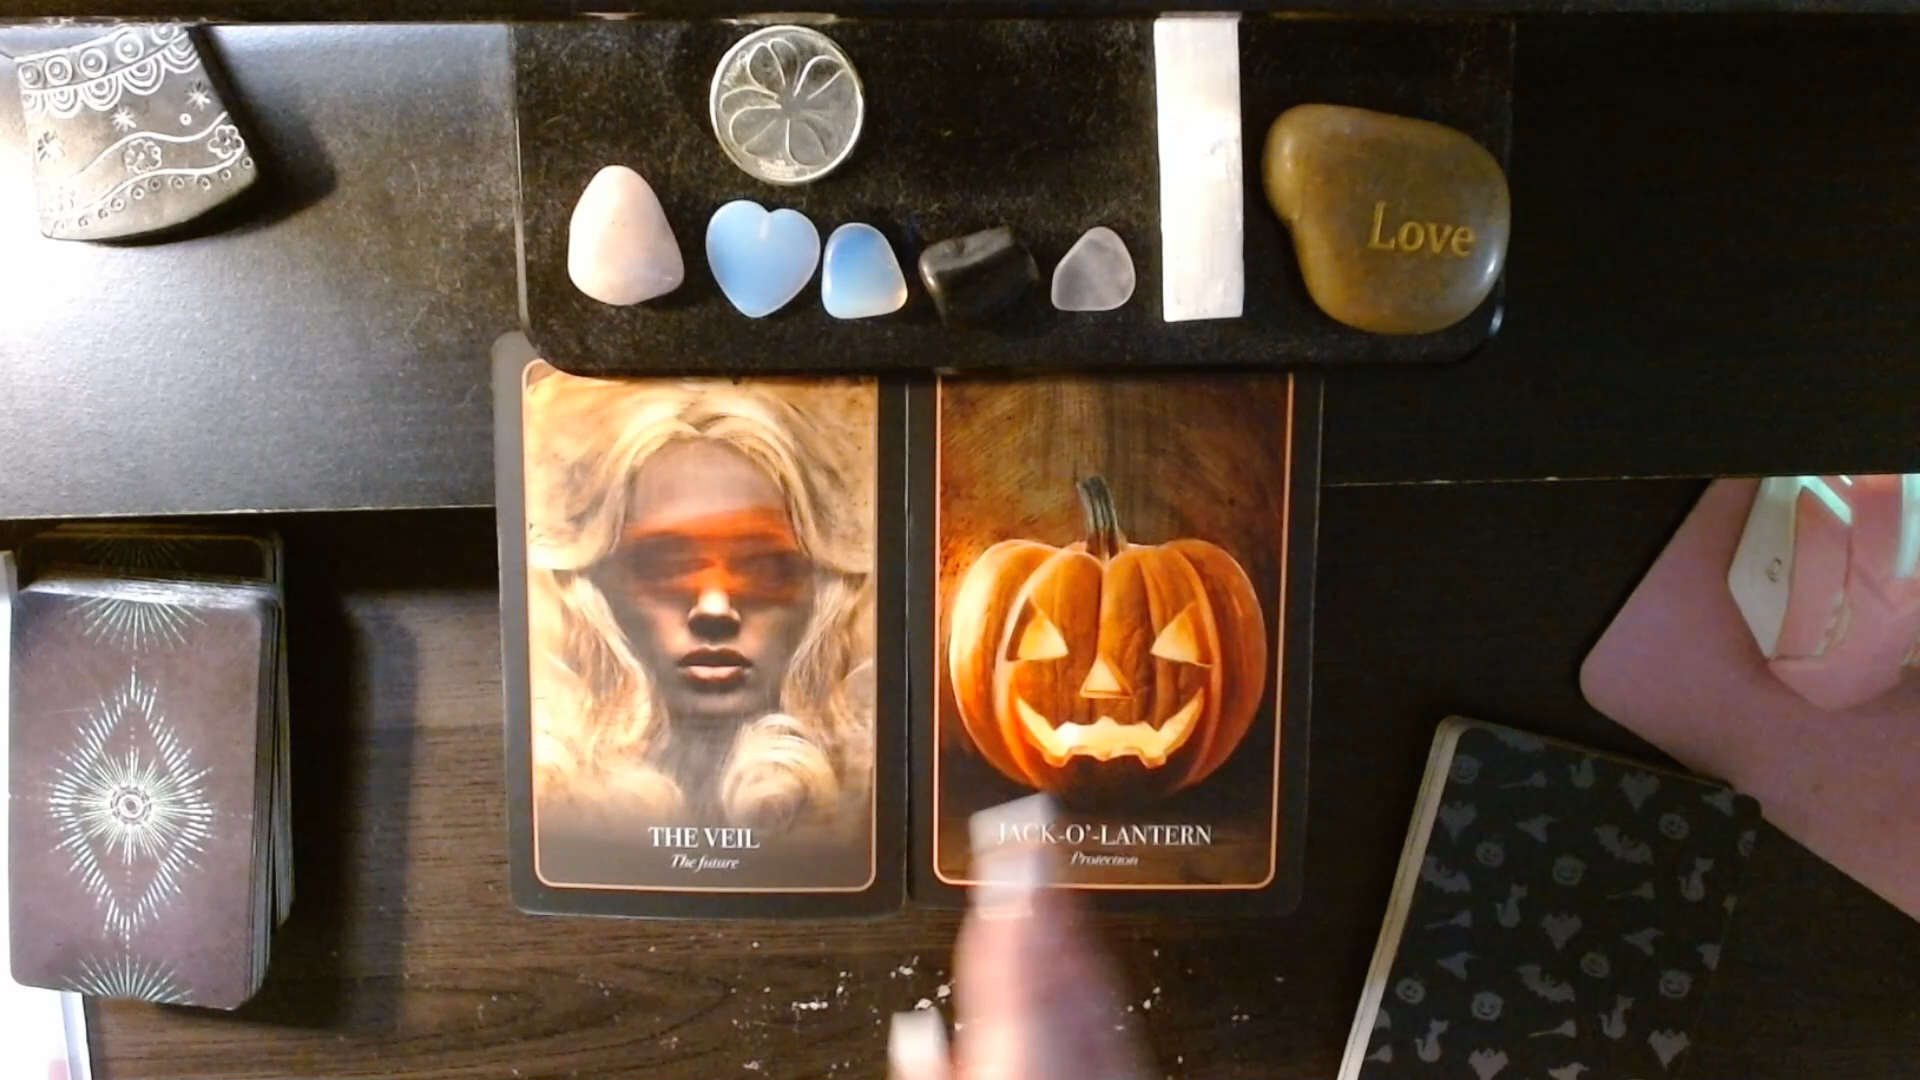 Love
THE VEIL
The future
JACK-O'-LANTERN
Protection